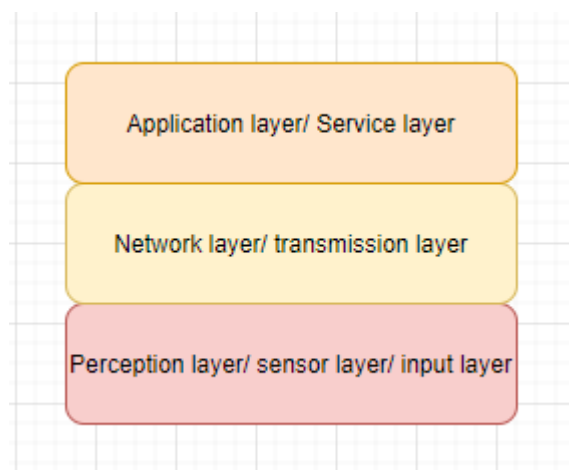 Application layer/ Service layer
Network layer/ transmission layer
Perception layer/ sensor layer/ input layer